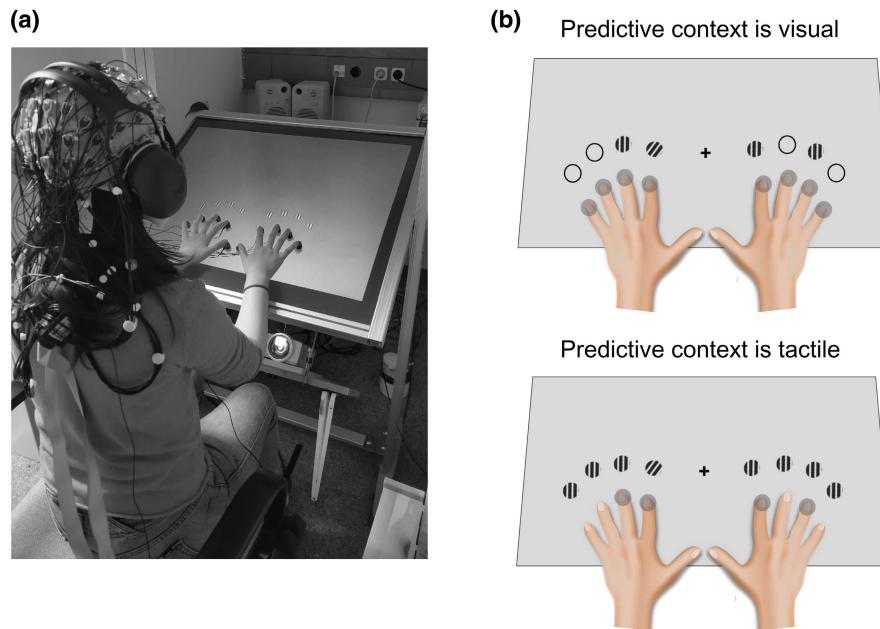 (a)
(b)
Predictive context is visual
+
Predictive context is tactile
+